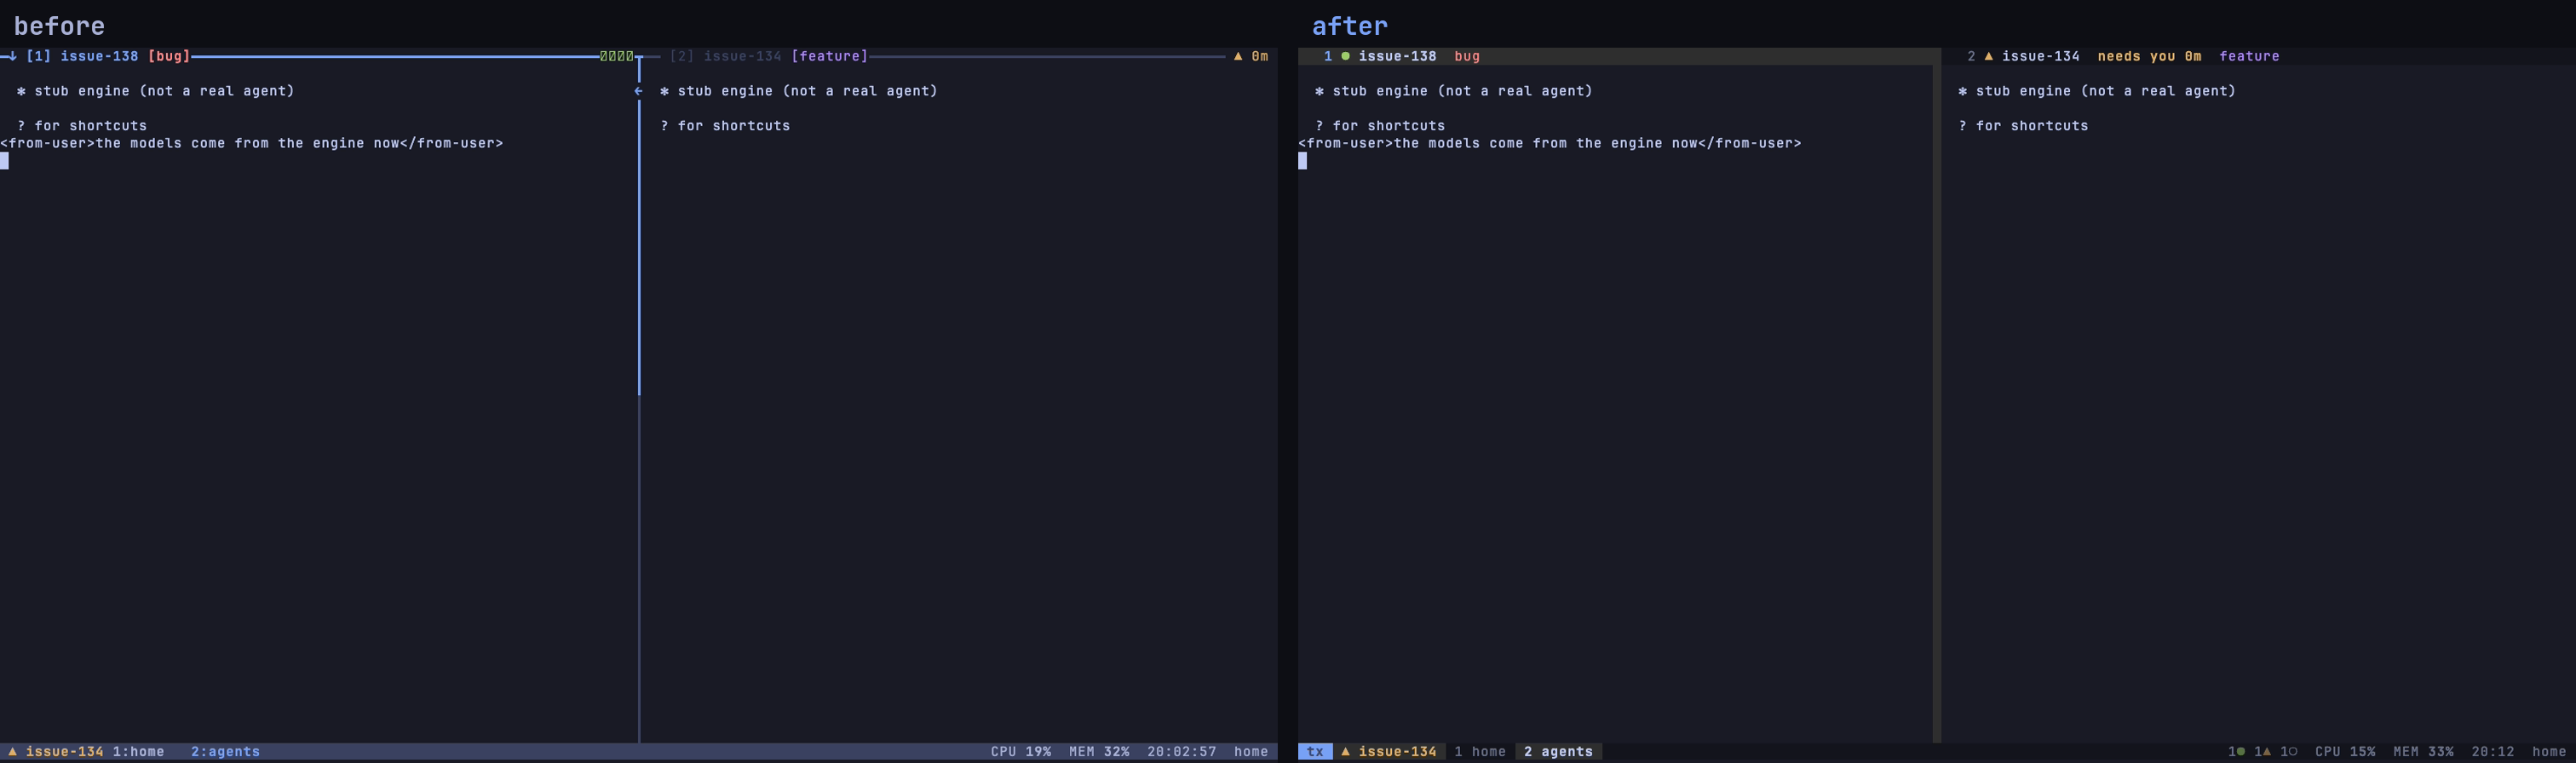 before
↓ [1] issue-138 [bug] [2] issue-134 [feature] ▲ 0m
✻ stub engine (not a real agent) ← ✻ stub engine (not a real agent)
? for shortcuts ? for shortcuts
<from-user>the models come from the engine now</from-user>
▲ issue-134 1:home 2:agents CPU 19% MEM 32% 20:02:57 home
after
1 ● issue-138 bug 2 ▲ issue-134 needs you 0m feature
✻ stub engine (not a real agent) ✻ stub engine (not a real agent)
? for shortcuts ? for shortcuts
<from-user>the models come from the engine now</from-user>
tx ▲ issue-134 1 home 2 agents 1● 1▲ 1○ CPU 15% MEM 33% 20:12 home